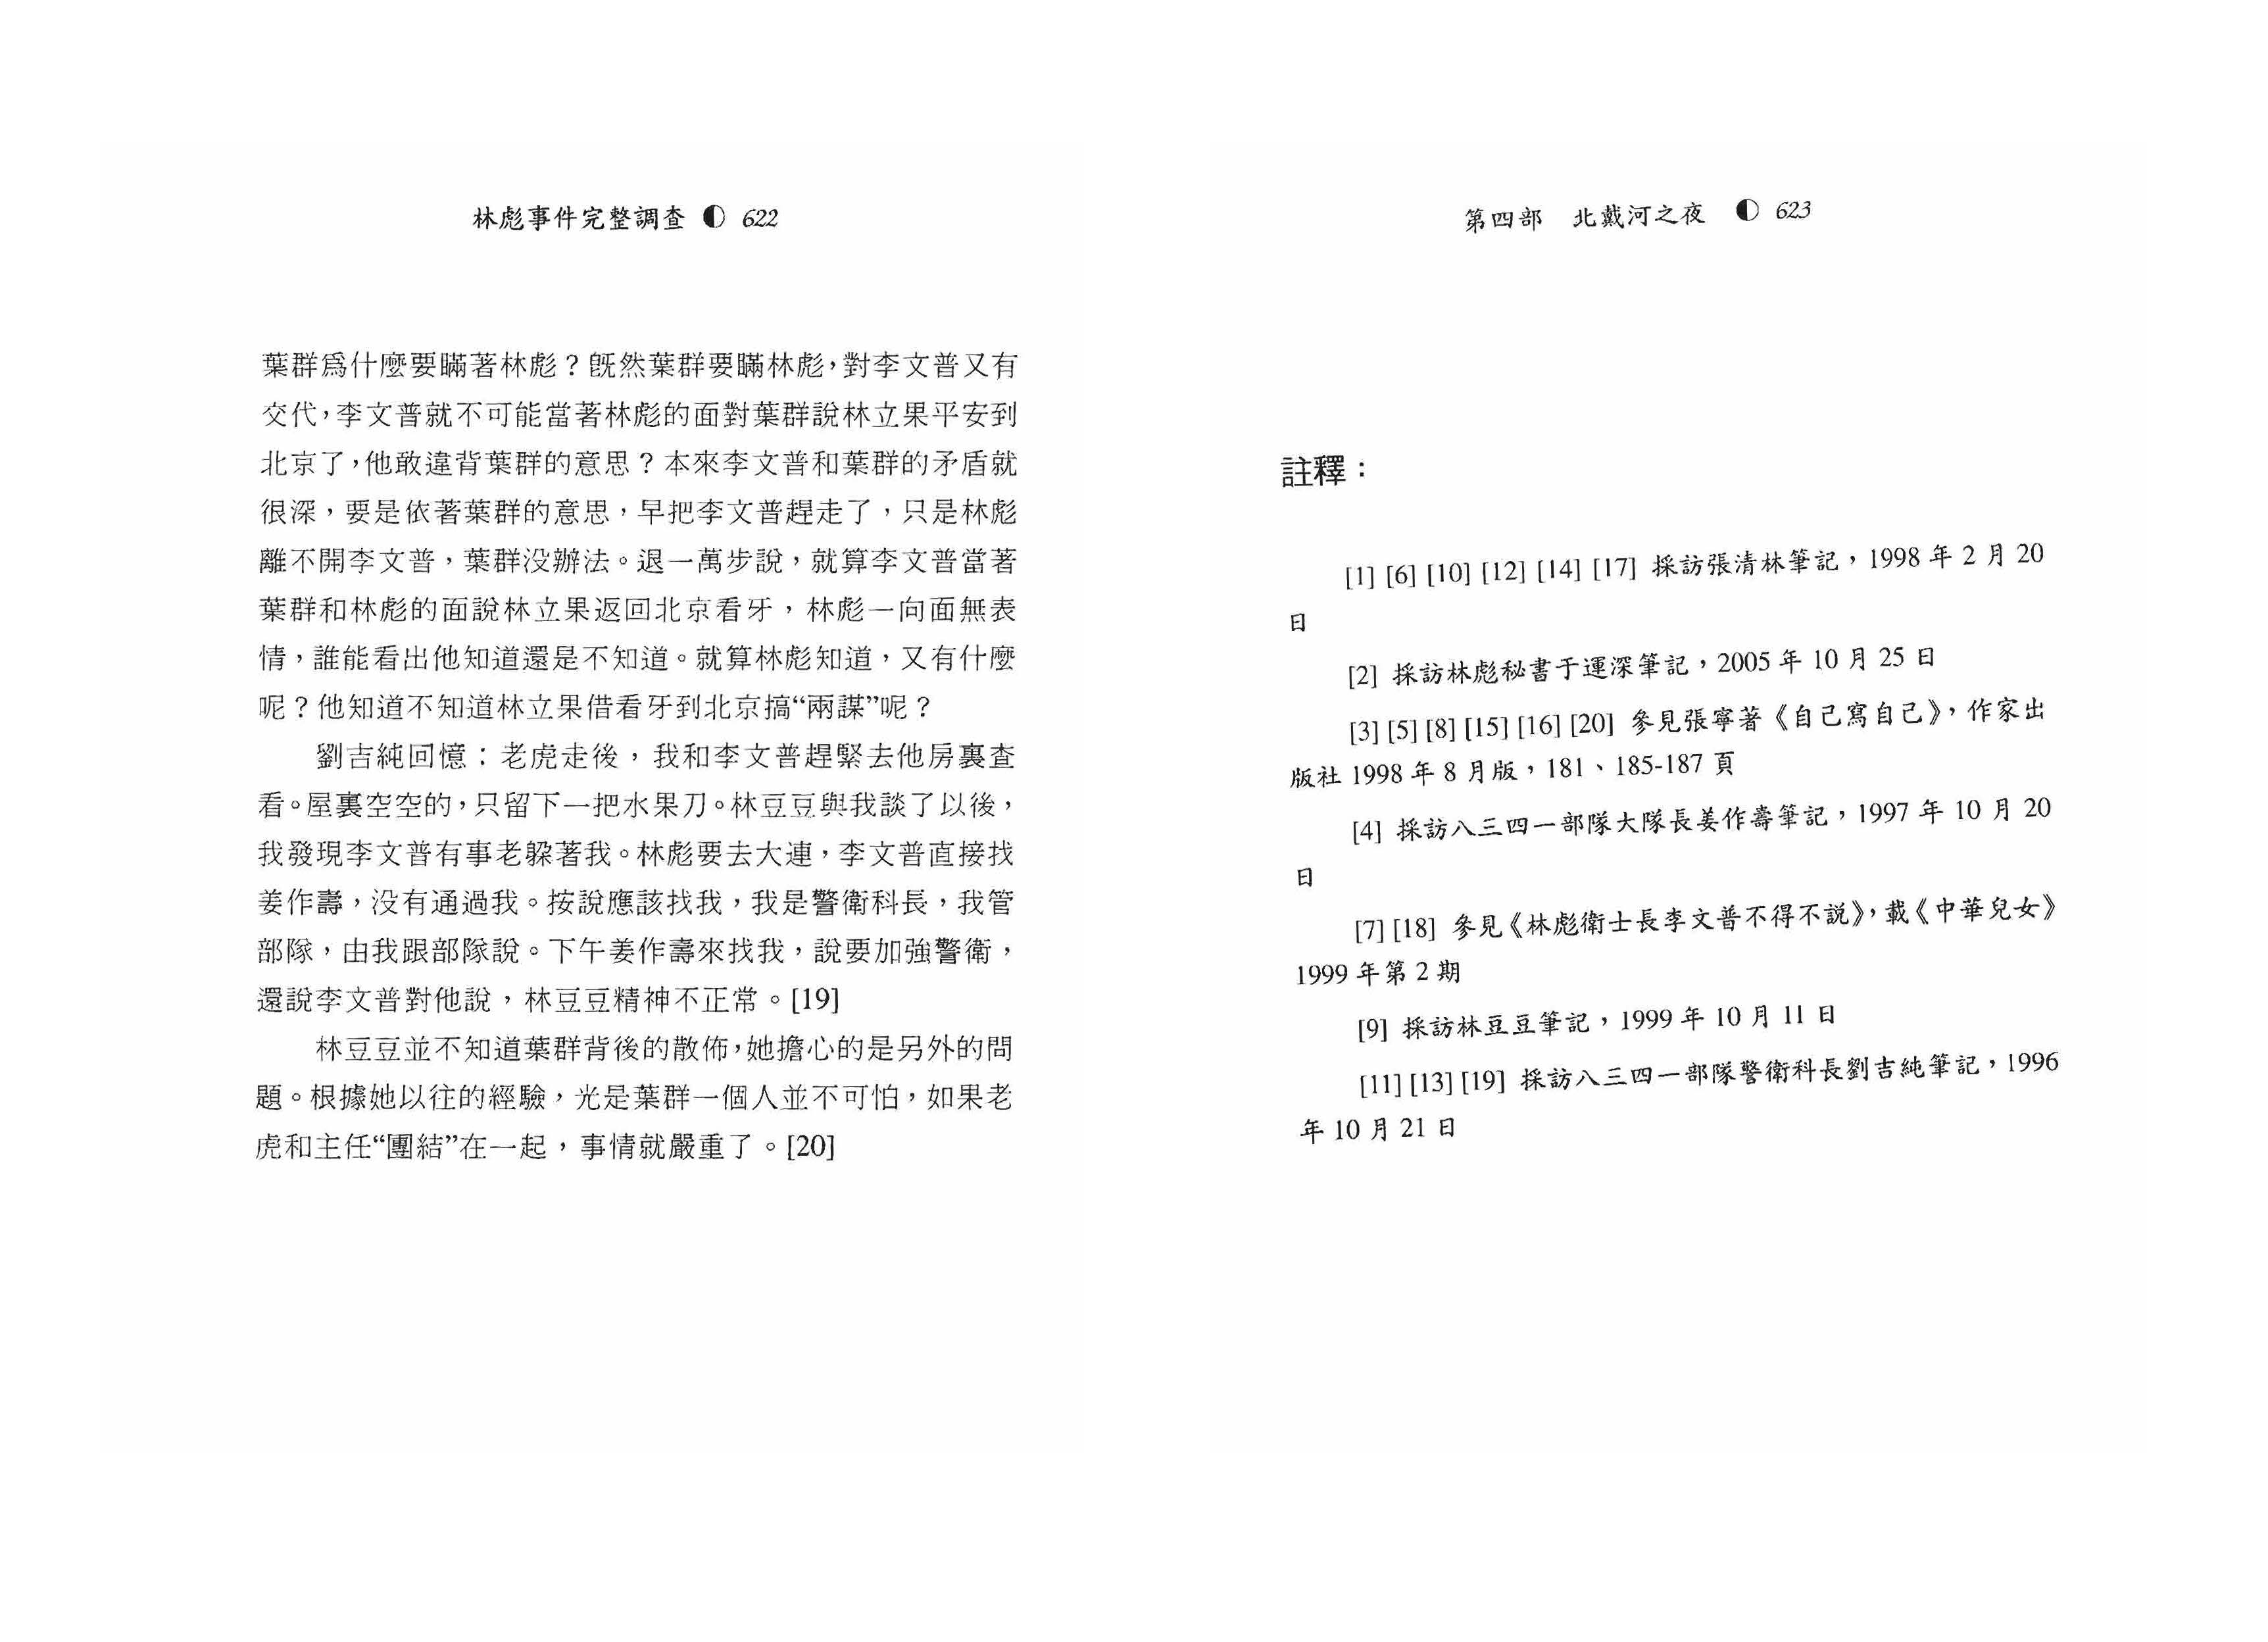 林彪事件完整調查 ◐ 622
葉群爲什麼要瞞著林彪？既然葉群要瞞林彪，對李文普又有
交代，李文普就不可能當著林彪的面對葉群說林立果平安到
北京了，他敢違背葉群的意思？本來李文普和葉群的矛盾就
很深，要是依著葉群的意思，早把李文普趕走了，只是林彪
離不開李文普，葉群没辦法。退一萬步說，就算李文普當著
葉群和林彪的面說林立果返回北京看牙，林彪一向面無表
情，誰能看出他知道還是不知道。就算林彪知道，又有什麼
呢？他知道不知道林立果借看牙到北京搞“兩謀”呢？
劉吉純回憶：老虎走後，我和李文普趕緊去他房裏查
看。屋裏空空的，只留下一把水果刀。林豆豆與我談了以後，
我發現李文普有事老躲著我。林彪要去大連，李文普直接找
姜作壽，没有通過我。按說應該找我，我是警衛科長，我管
部隊，由我跟部隊說。下午姜作壽來找我，說要加強警衛，
還說李文普對他說，林豆豆精神不正常。[19]
林豆豆並不知道葉群背後的散佈，她擔心的是另外的問
題。根據她以往的經驗，光是葉群一個人並不可怕，如果老
虎和主任“團結”在一起，事情就嚴重了。[20]
第四部 北戴河之夜 ◐ 623
註釋：
[1] [6] [10] [12] [14] [17] 採訪張清林筆記，1998 年 2 月 20
日
[2] 採訪林彪秘書于運深筆記，2005 年 10 月 25 日
[3] [5] [8] [15] [16] [20] 參見張寧著《自己寫自己》，作家出
版社 1998 年 8 月版，181、185-187 頁
[4] 採訪八三四一部隊大隊長姜作壽筆記，1997 年 10 月 20
日
[7] [18] 參見《林彪衛士長李文普不得不說》，載《中華兒女》
1999 年第 2 期
[9] 採訪林豆豆筆記，1999 年 10 月 11 日
[11] [13] [19] 採訪八三四一部隊警衛科長劉吉純筆記，1996
年 10 月 21 日